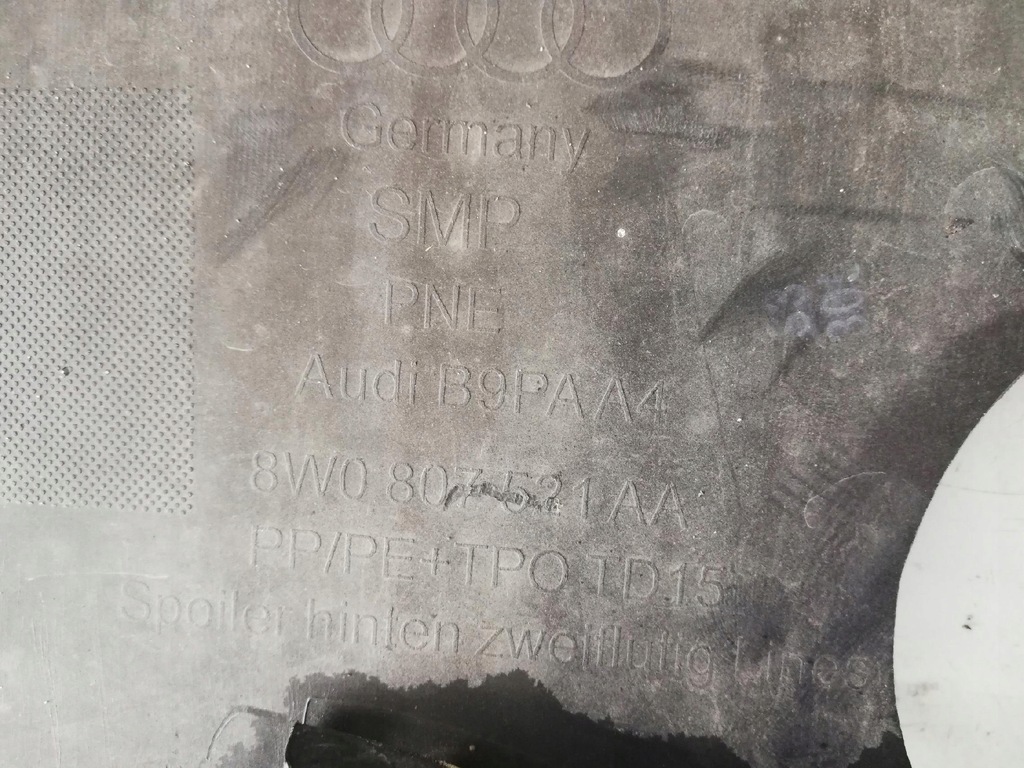 Germany
SMP
PNE
Audi B9PA A4
8W0 807 521 AA
PP/PE+TPO TD15
Spoiler hinten zweiflutig